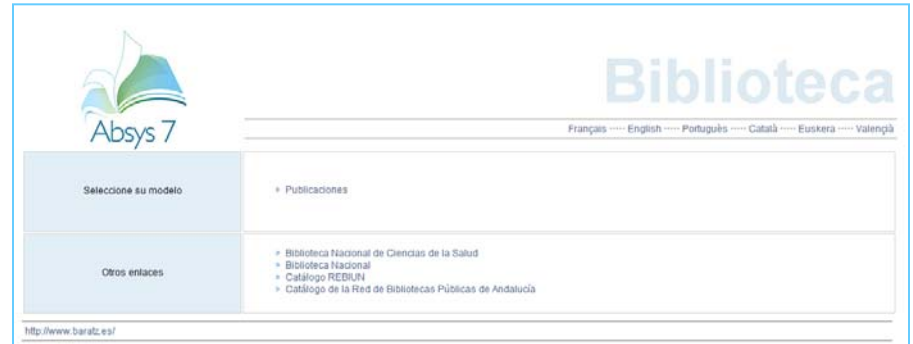 Biblioteca
Absys 7
Français ····· English ····· Português ····· Català ····· Euskera ····· Valençià
Seleccione su modelo
Publicaciones
Otros enlaces
Biblioteca Nacional de Ciencias de la Salud
Biblioteca Nacional
Catálogo REBIUN
Catálogo de la Red de Bibliotecas Públicas de Andalucía
http://www.baratz.es/